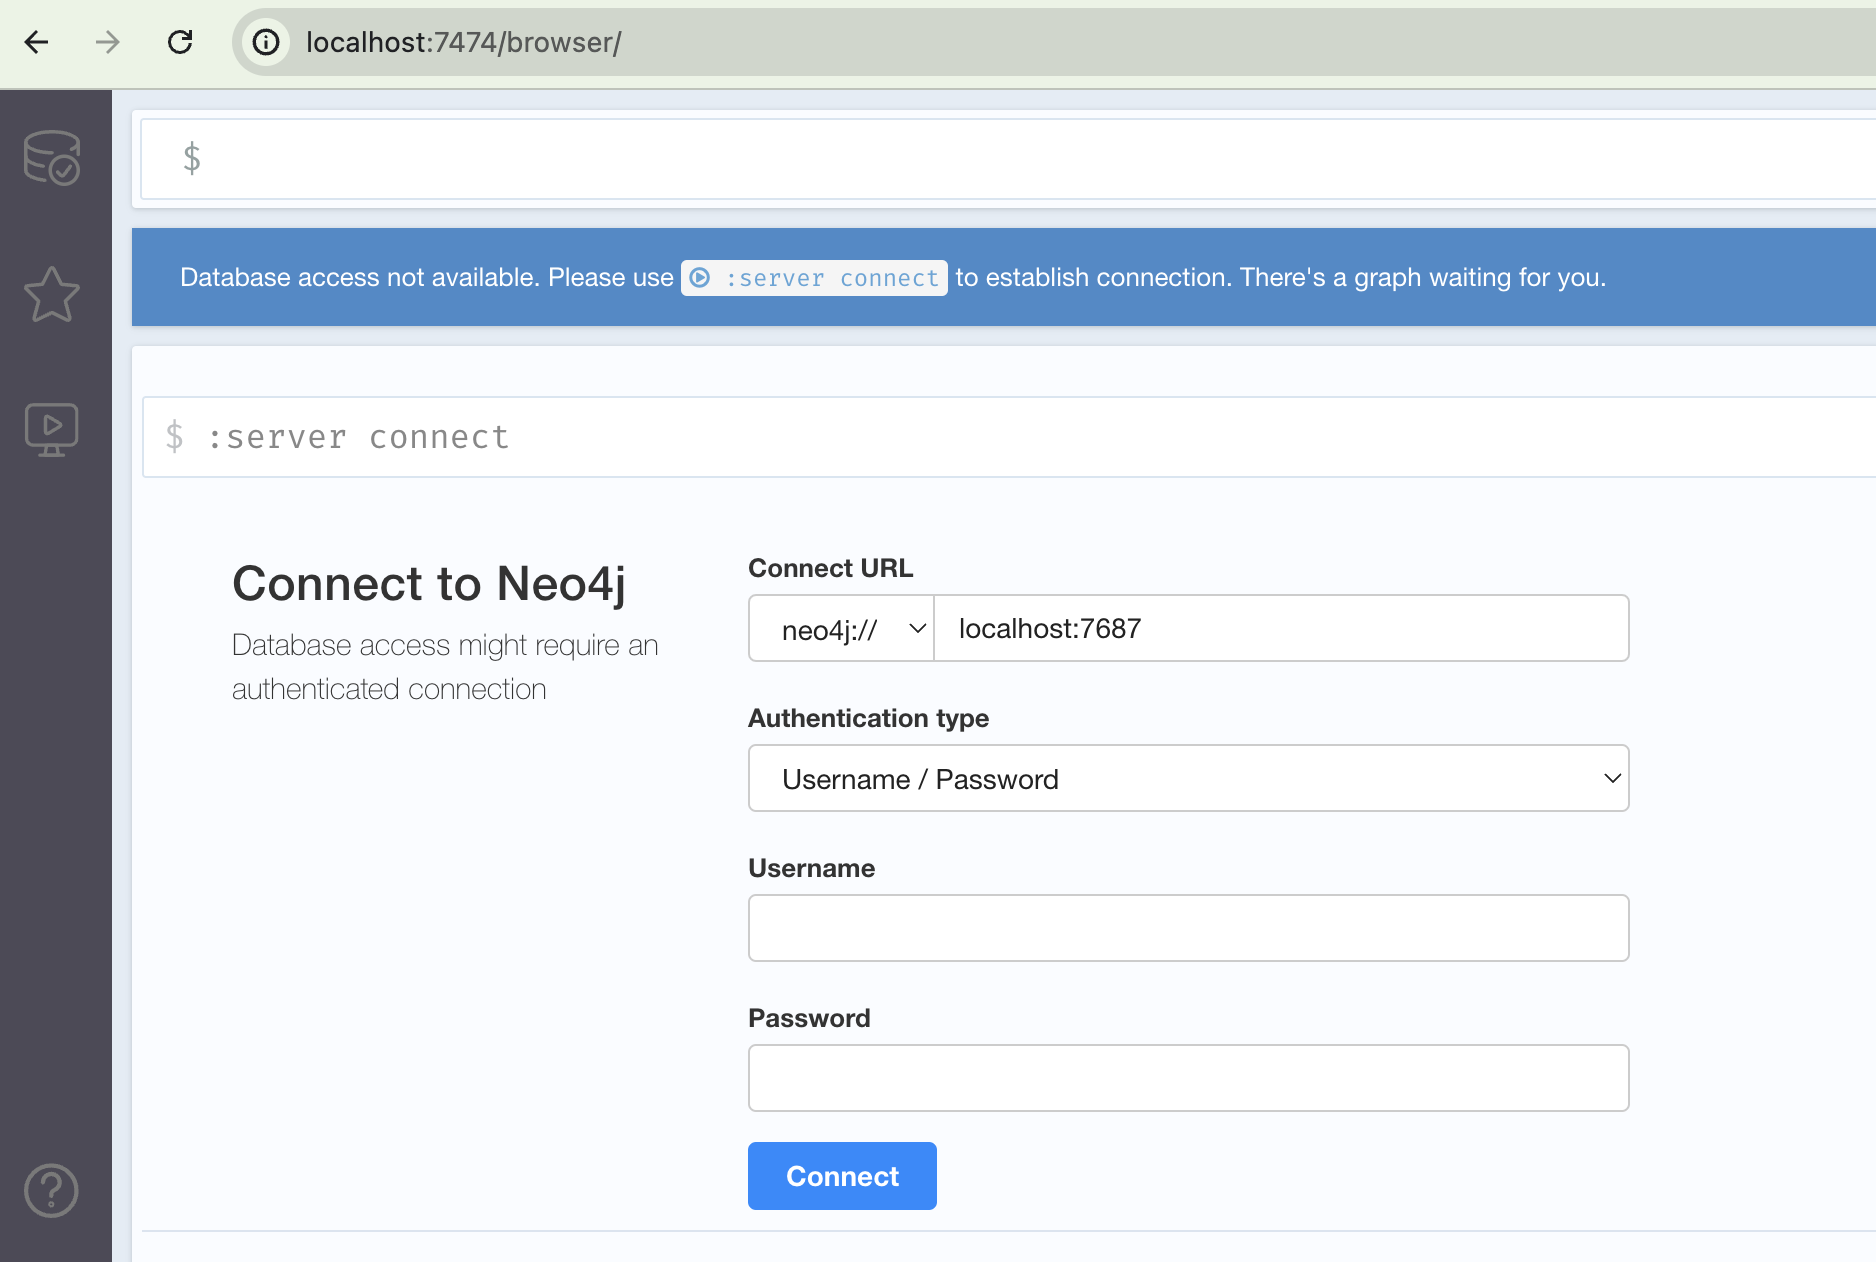 localhost:7474/browser/
$
Database access not available. Please use :server connect to establish connection. There's a graph waiting for you.
$ :server connect
Connect to Neo4j
Database access might require an
authenticated connection
Connect URL
neo4j:// localhost:7687
Authentication type
Username / Password
Username
Password
Connect